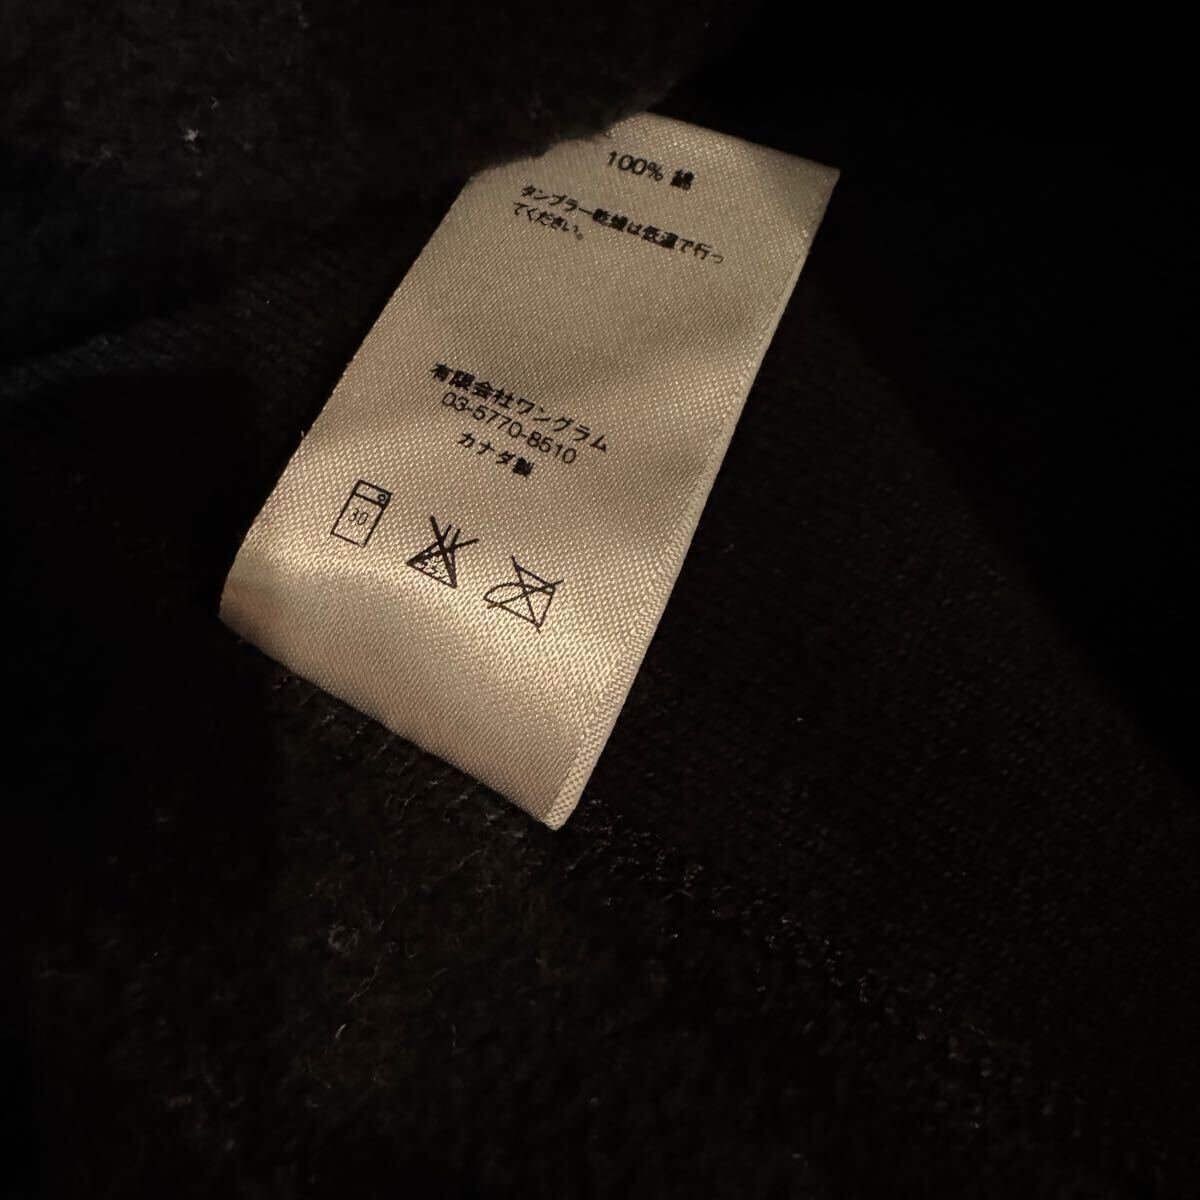 100% 綿
タンブラー乾燥は低温で行っ
てください。
有限会社ワングラム
03-5770-8510
カナダ製
30